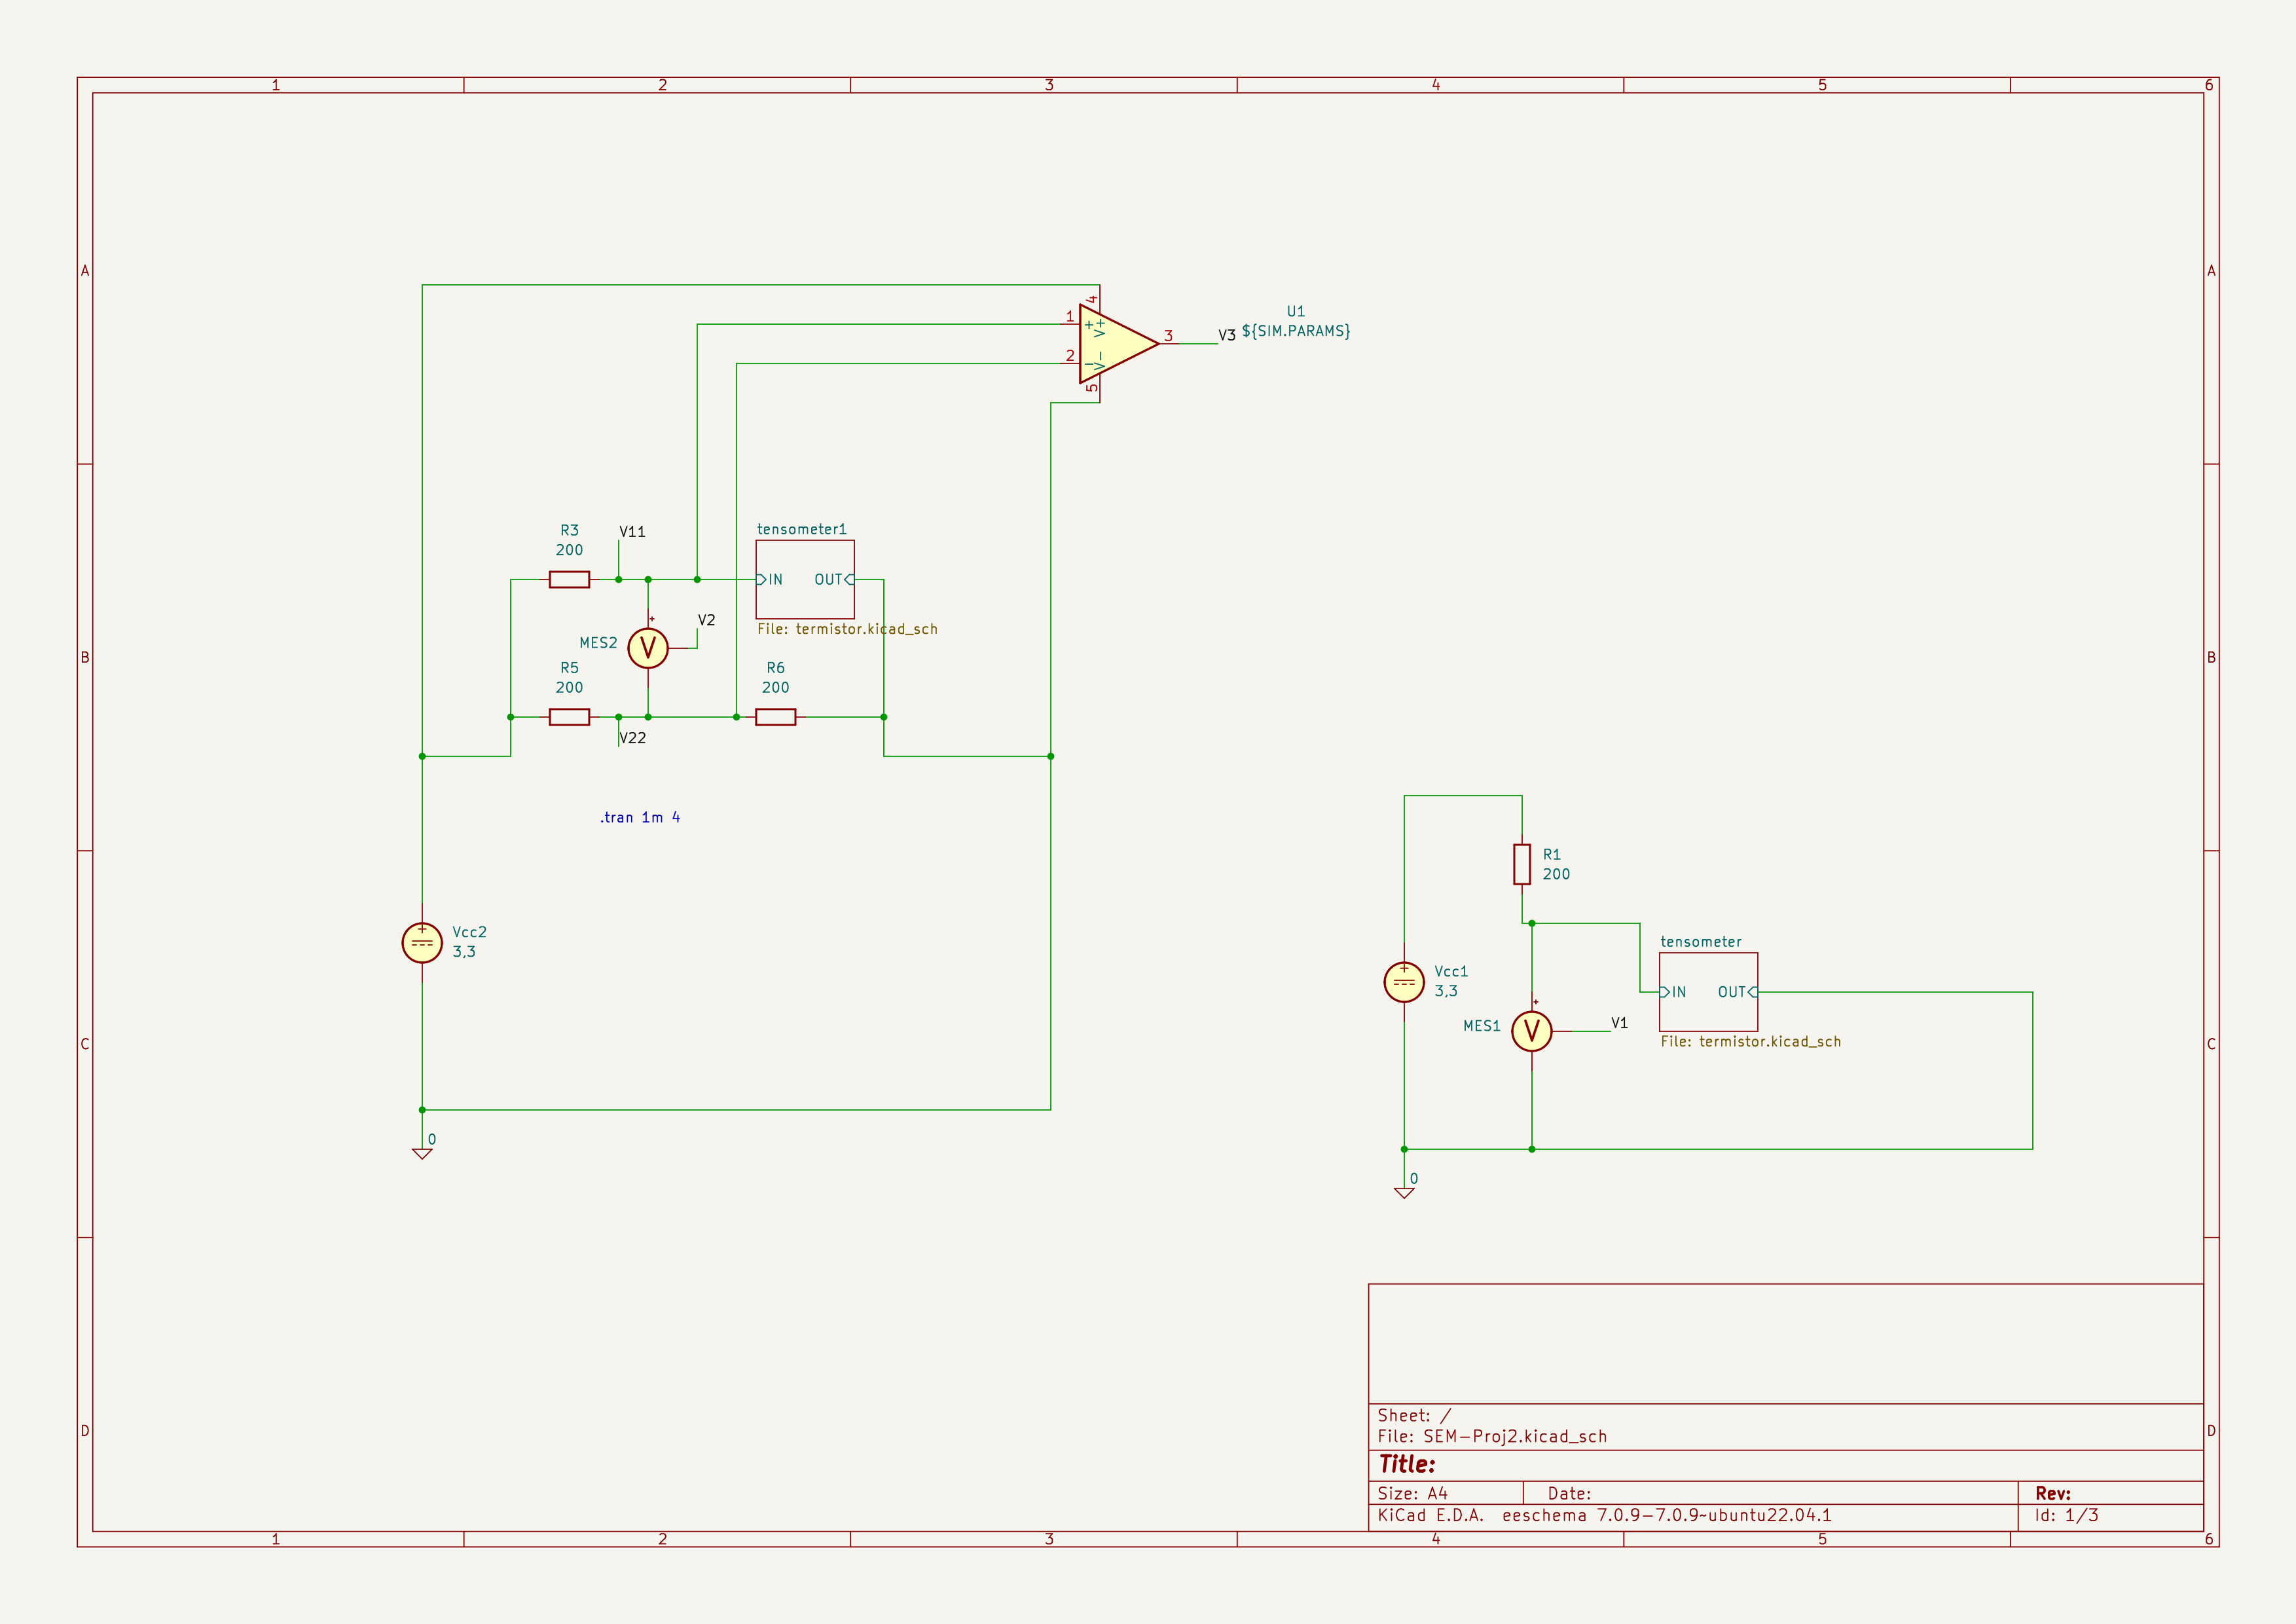 1 2 3 4 5 6
A A
4
1 + V+
U1
${SIM.PARAMS}
3 V3
2 - V-
5
R3
200
V11
tensometer1
IN OUT
File: termistor.kicad_sch
V2
MES2 V
+
B B
R5
200
R6
200
V22
.tran 1m 4
R1
200
+
Vcc2
3,3
tensometer
IN OUT
File: termistor.kicad_sch
+
Vcc1
3,3
+
MES1 V
V1
C C
0
0
Sheet: /
File: SEM-Proj2.kicad_sch
Title:
Size: A4 Date: Rev:
KiCad E.D.A. eeschema 7.0.9-7.0.9~ubuntu22.04.1 Id: 1/3
D D
1 2 3 4 5 6